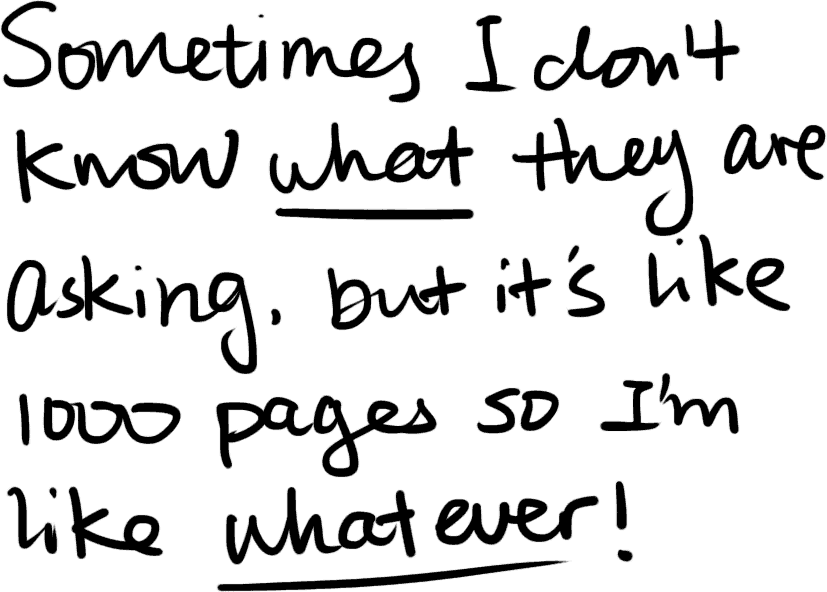 Sometimes I don't
know what they are
asking, but it's like
1000 pages so I'm
like whatever!